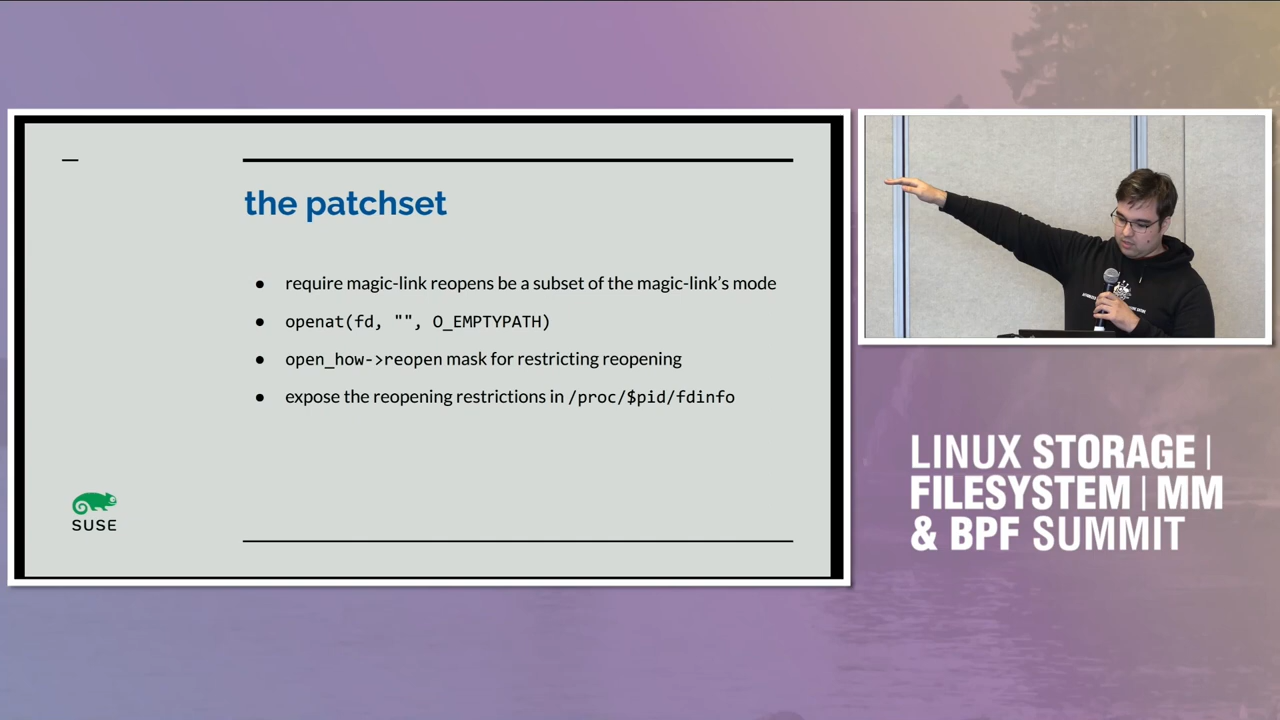 the patchset
● require magic-link reopens be a subset of the magic-link's mode
● openat(fd, "", O_EMPTYPATH)
● open_how->reopen mask for restricting reopening
● expose the reopening restrictions in /proc/$pid/fdinfo
SUSE
LINUX STORAGE |
FILESYSTEM | MM
& BPF SUMMIT